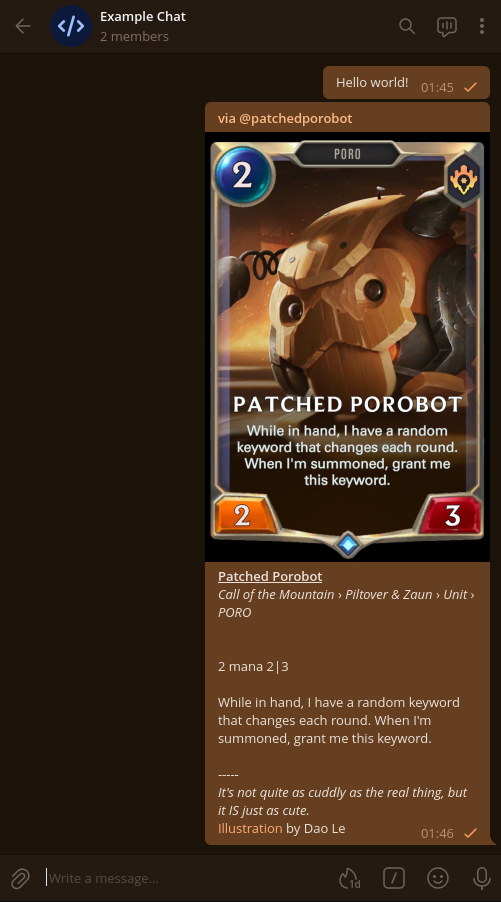 Example Chat
2 members
Hello world!
01:45
via @patchedporobot
2
PORO
PATCHED POROBOT
While in hand, I have a random
keyword that changes each round.
When I'm summoned, grant me
this keyword.
2
3
Patched Porobot
Call of the Mountain › Piltover & Zaun › Unit ›
PORO
2 mana 2|3
While in hand, I have a random keyword
that changes each round. When I'm
summoned, grant me this keyword.
-----
It's not quite as cuddly as the real thing, but
it IS just as cute.
Illustration by Dao Le
01:46
Write a message...
1d